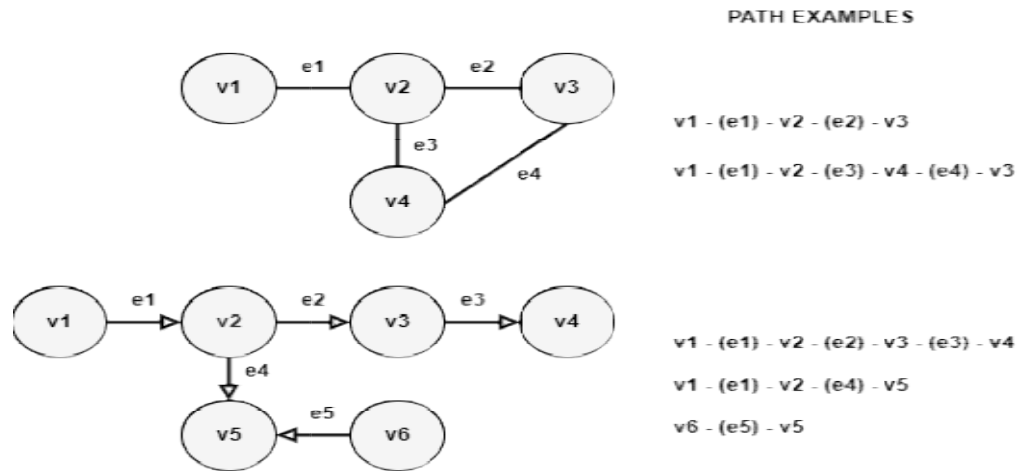 PATH EXAMPLES
e1
e2
v1
v2
v3
e3
e4
v4
v1 - (e1) - v2 - (e2) - v3
v1 - (e1) - v2 - (e3) - v4 - (e4) - v3
e1
e2
e3
v1
v2
v3
v4
e4
e5
v5
v6
v1 - (e1) - v2 - (e2) - v3 - (e3) - v4
v1 - (e1) - v2 - (e4) - v5
v6 - (e5) - v5